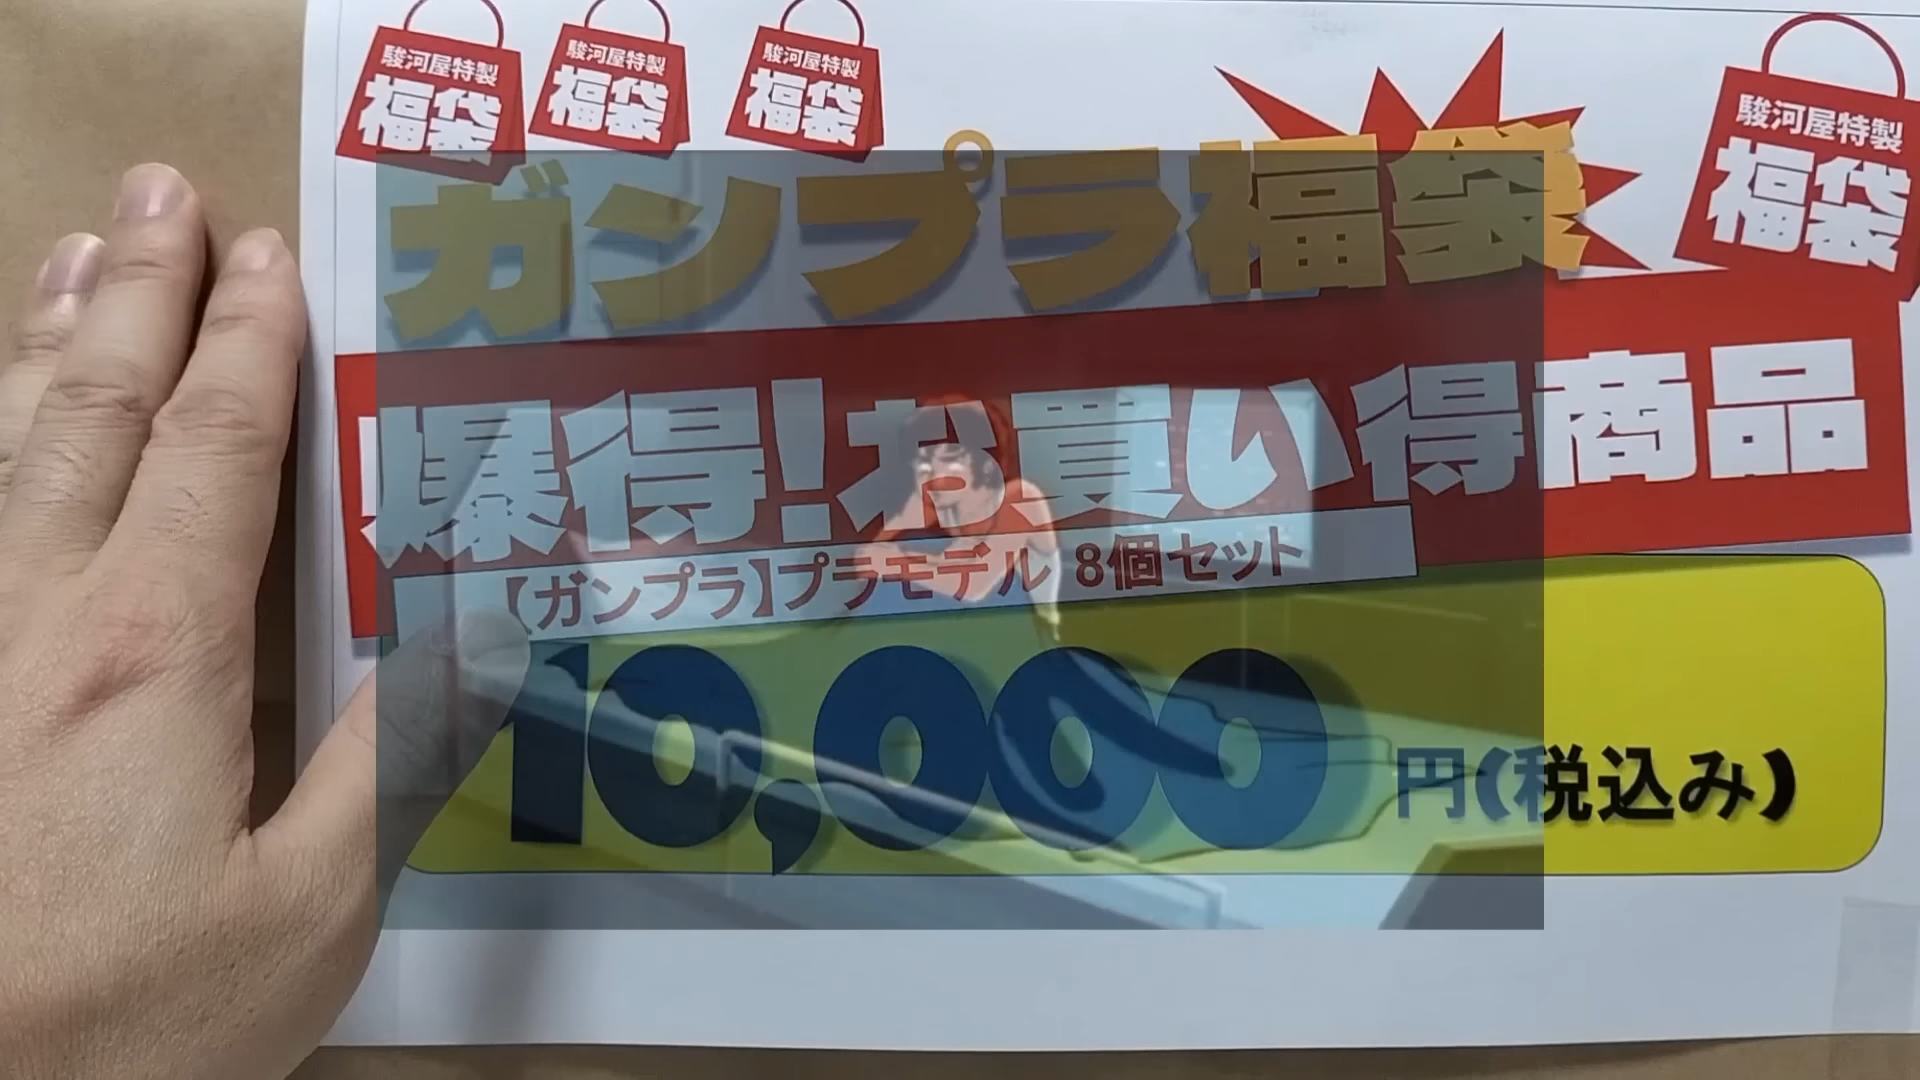 駿河屋特製
福袋
駿河屋特製
福袋
駿河屋特製
福袋
駿河屋特製
福袋
ガンプラ福袋
爆得!お買い得商品
【ガンプラ】プラモデル 8個セット
10,000円(税込み)